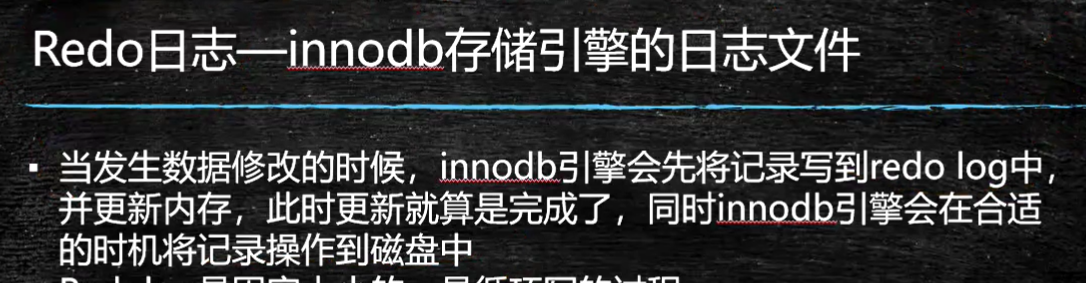 Redo日志—innodb存储引擎的日志文件
▪ 当发生数据修改的时候，innodb引擎会先将记录写到redo log中，
并更新内存，此时更新就算是完成了，同时innodb引擎会在合适
的时机将记录操作到磁盘中